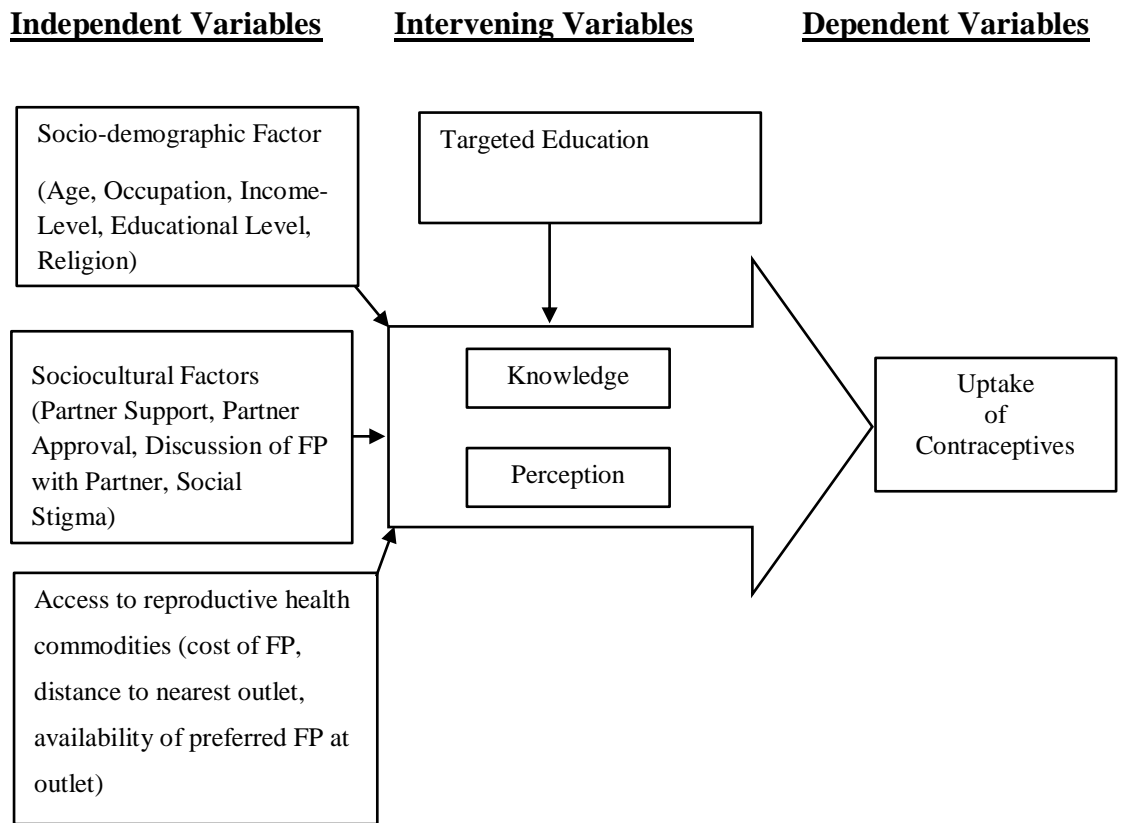 Independent Variables
Intervening Variables
Dependent Variables
Socio-demographic Factor
(Age, Occupation, Income-
Level, Educational Level,
Religion)
Targeted Education
Sociocultural Factors
(Partner Support, Partner
Approval, Discussion of FP
with Partner, Social
Stigma)
Knowledge
Perception
Uptake
of
Contraceptives
Access to reproductive health
commodities (cost of FP,
distance to nearest outlet,
availability of preferred FP at
outlet)